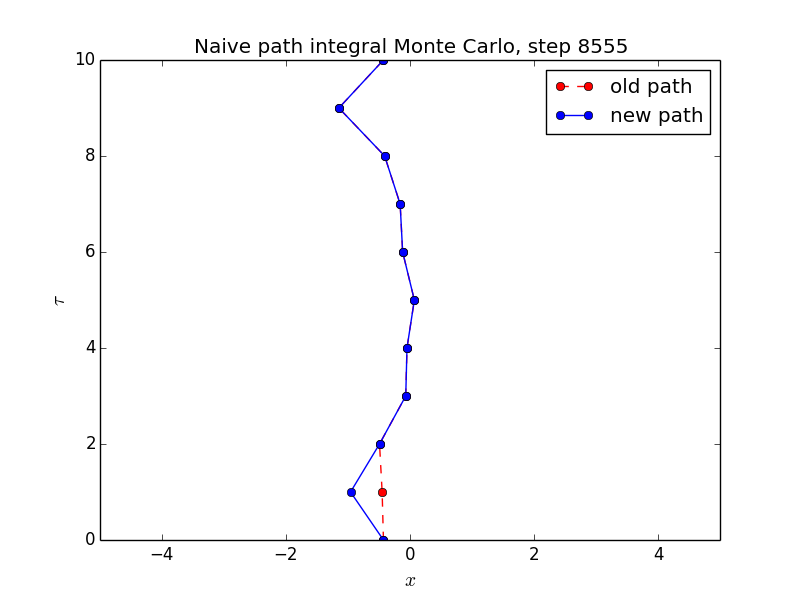 Naive path integral Monte Carlo, step 8555
10
old path
new path
8
6
τ
4
2
0
−4 −2 0 2 4
x